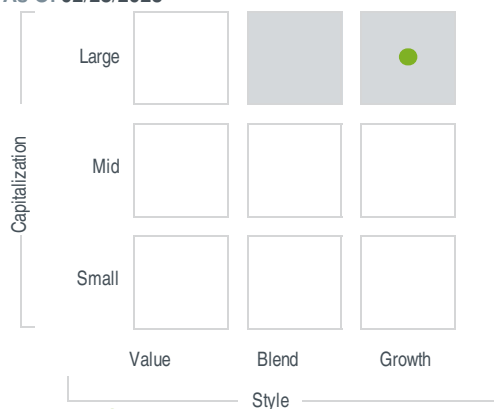 Large
Mid
Capitalization
Small
Value Blend Growth
Style